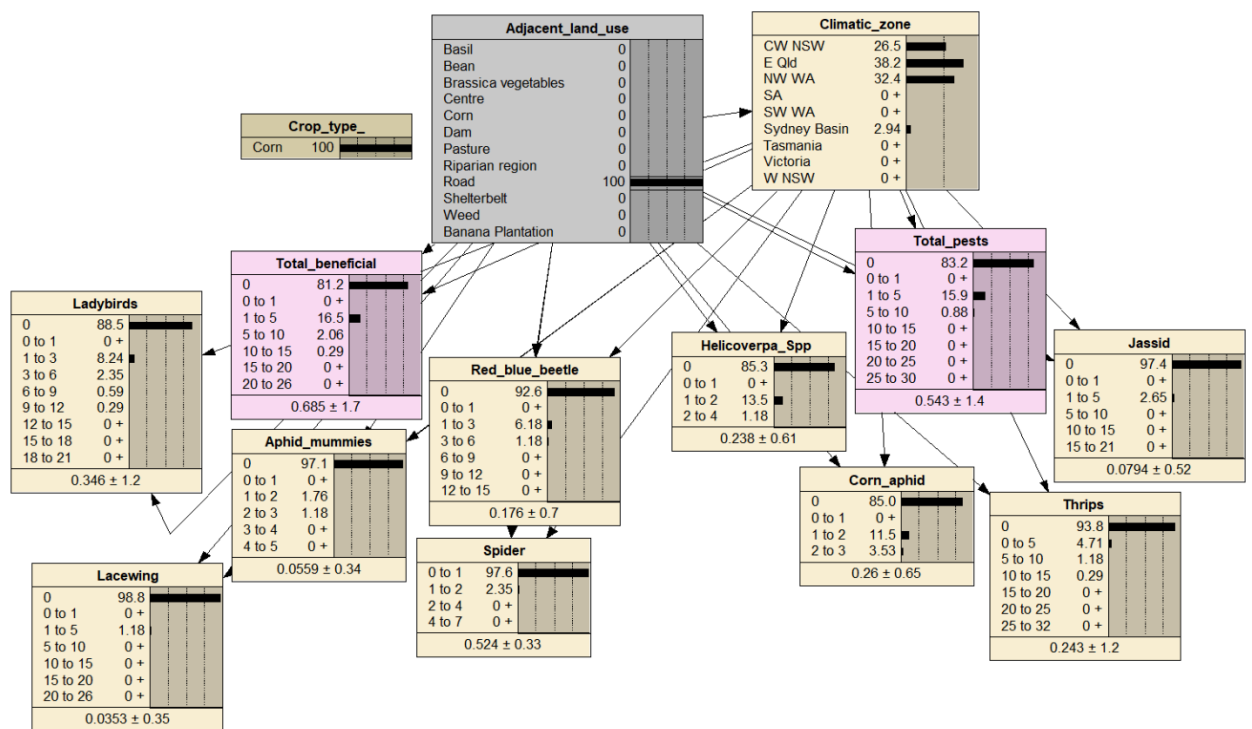 Adjacent_land_use
Basil 0
Bean 0
Brassica vegetables 0
Centre 0
Corn 0
Dam 0
Pasture 0
Riparian region 0
Road 100
Shelterbelt 0
Weed 0
Banana Plantation 0
Climatic_zone
CW NSW 26.5
E Qld 38.2
NW WA 32.4
SA 0 +
SW WA 0 +
Sydney Basin 2.94
Tasmania 0 +
Victoria 0 +
W NSW 0 +
Crop_type_
Corn 100
Total_beneficial
0 81.2
0 to 1 0 +
1 to 5 16.5
5 to 10 2.06
10 to 15 0.29
15 to 20 0 +
20 to 26 0 +
0.685 ± 1.7
Total_pests
0 83.2
0 to 1 0 +
1 to 5 15.9
5 to 10 0.88
10 to 15 0 +
15 to 20 0 +
20 to 25 0 +
25 to 30 0 +
0.543 ± 1.4
Ladybirds
0 88.5
0 to 1 0 +
1 to 3 8.24
3 to 6 2.35
6 to 9 0.59
9 to 12 0.29
12 to 15 0 +
15 to 18 0 +
18 to 21 0 +
0.346 ± 1.2
Red_blue_beetle
0 92.6
0 to 1 0 +
1 to 3 6.18
3 to 6 1.18
6 to 9 0 +
9 to 12 0 +
12 to 15 0 +
0.176 ± 0.7
Helicoverpa_Spp
0 85.3
0 to 1 0 +
1 to 2 13.5
2 to 4 1.18
0.238 ± 0.61
Jassid
0 97.4
0 to 1 0 +
1 to 5 2.65
5 to 10 0 +
10 to 15 0 +
15 to 21 0 +
0.0794 ± 0.52
Aphid_mummies
0 97.1
0 to 1 0 +
1 to 2 1.76
2 to 3 1.18
3 to 4 0 +
4 to 5 0 +
0.0559 ± 0.34
Corn_aphid
0 85.0
0 to 1 0 +
1 to 2 11.5
2 to 3 3.53
0.26 ± 0.65
Thrips
0 93.8
0 to 5 4.71
5 to 10 1.18
10 to 15 0.29
15 to 20 0 +
20 to 25 0 +
25 to 32 0 +
0.243 ± 1.2
Spider
0 to 1 97.6
1 to 2 2.35
2 to 4 0 +
4 to 7 0 +
0.524 ± 0.33
Lacewing
0 98.8
0 to 1 0 +
1 to 5 1.18
5 to 10 0 +
10 to 15 0 +
15 to 20 0 +
20 to 26 0 +
0.0353 ± 0.35